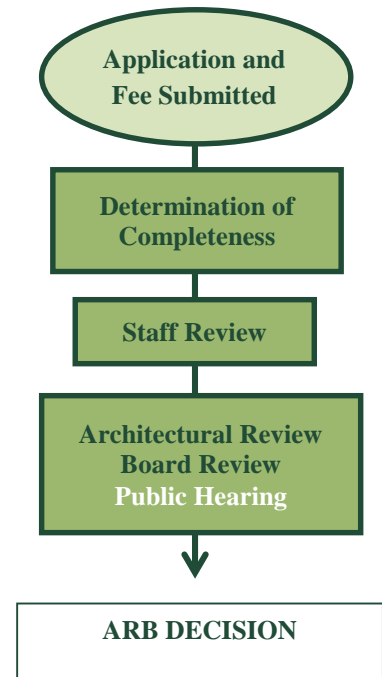 Application and
Fee Submitted
Determination of
Completeness
Staff Review
Architectural Review
Board Review
Public Hearing
ARB DECISION